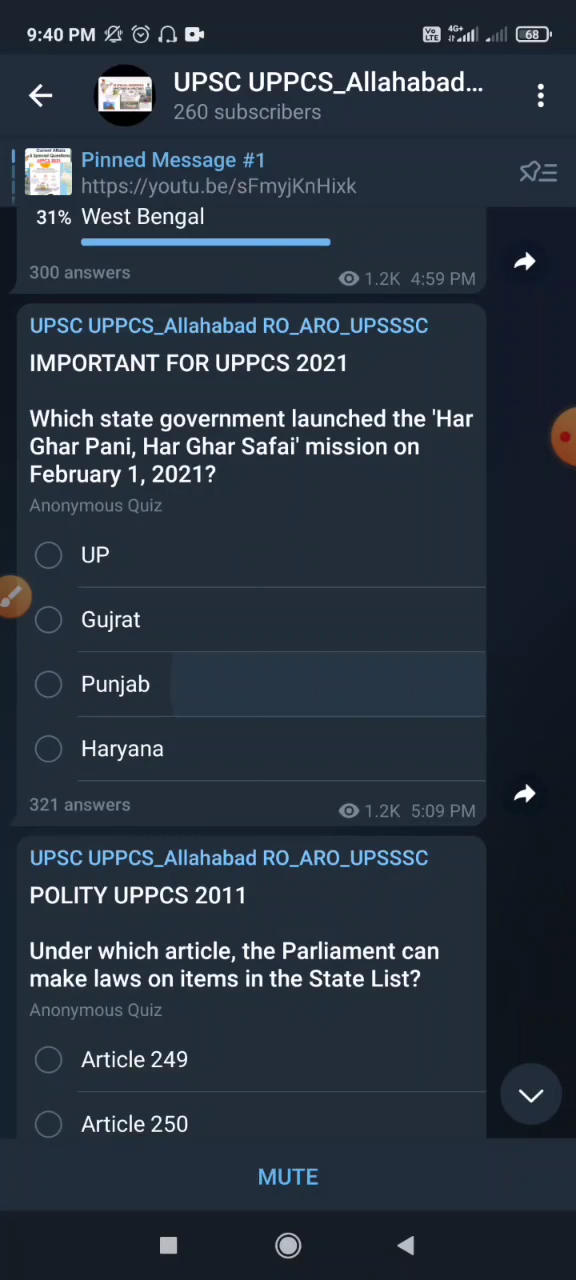 9:40 PM
Vo LTE 4G+ 68
UPSC UPPCS_Allahabad...
260 subscribers
Pinned Message #1
https://youtu.be/sFmyjKnHixk
31% West Bengal
300 answers
1.2K 4:59 PM
UPSC UPPCS_Allahabad RO_ARO_UPSSSC
IMPORTANT FOR UPPCS 2021
Which state government launched the 'Har
Ghar Pani, Har Ghar Safai' mission on
February 1, 2021?
Anonymous Quiz
UP
Gujrat
Punjab
Haryana
321 answers
1.2K 5:09 PM
UPSC UPPCS_Allahabad RO_ARO_UPSSSC
POLITY UPPCS 2011
Under which article, the Parliament can
make laws on items in the State List?
Anonymous Quiz
Article 249
Article 250
MUTE